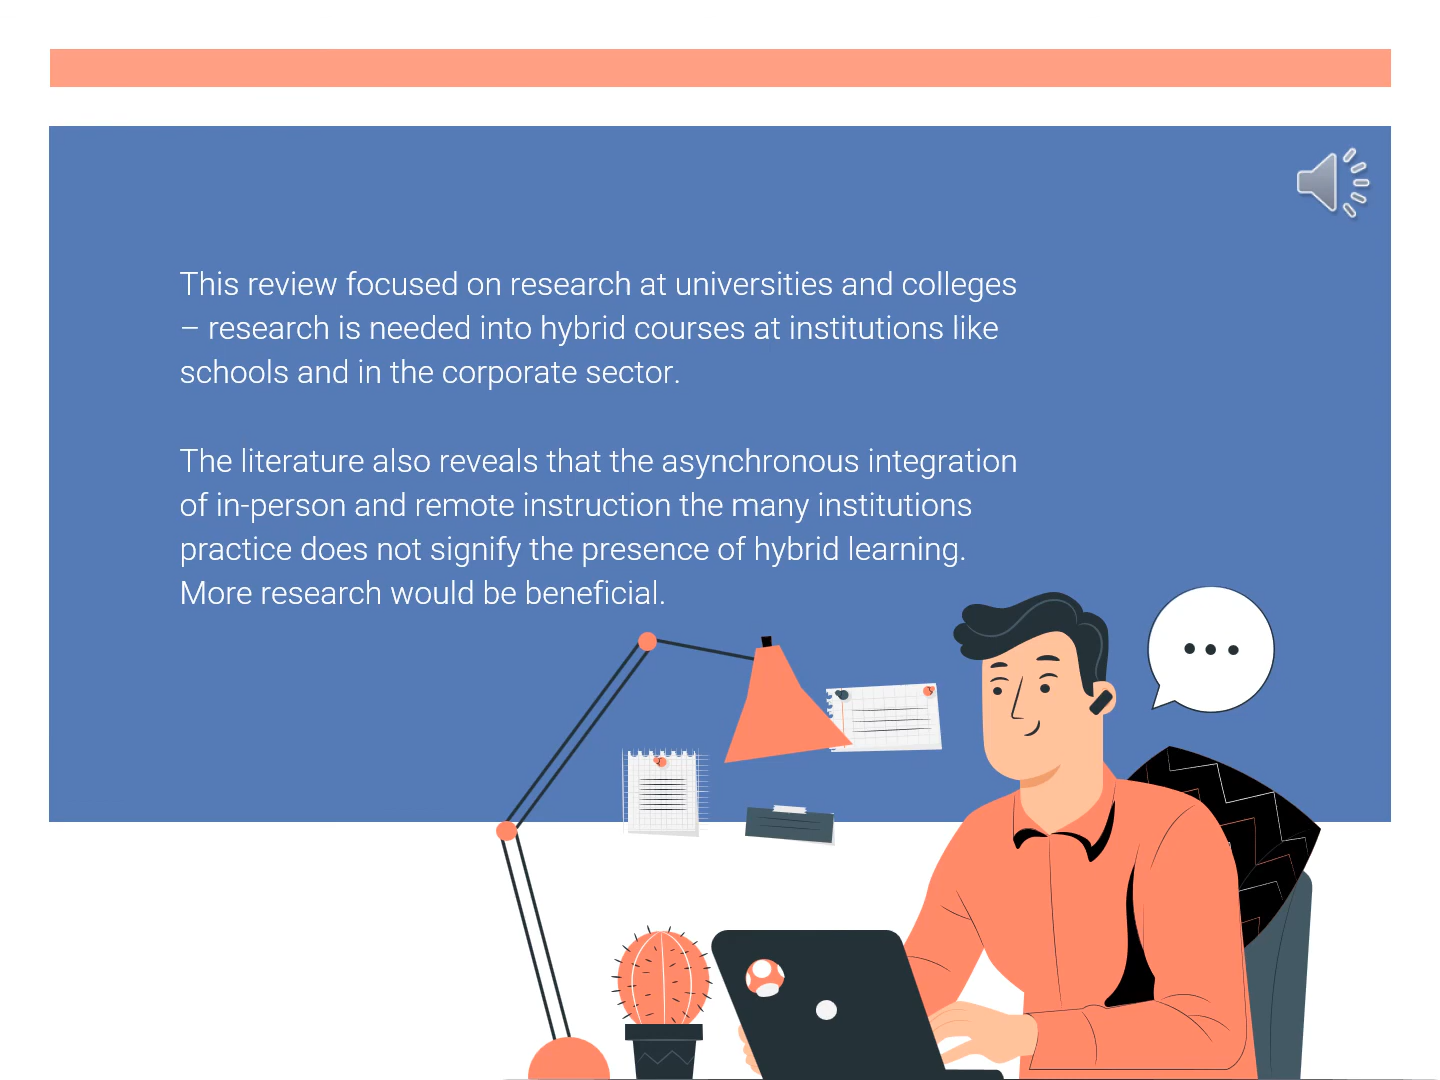 This review focused on research at universities and colleges
– research is needed into hybrid courses at institutions like
schools and in the corporate sector.
The literature also reveals that the asynchronous integration
of in-person and remote instruction the many institutions
practice does not signify the presence of hybrid learning.
More research would be beneficial.